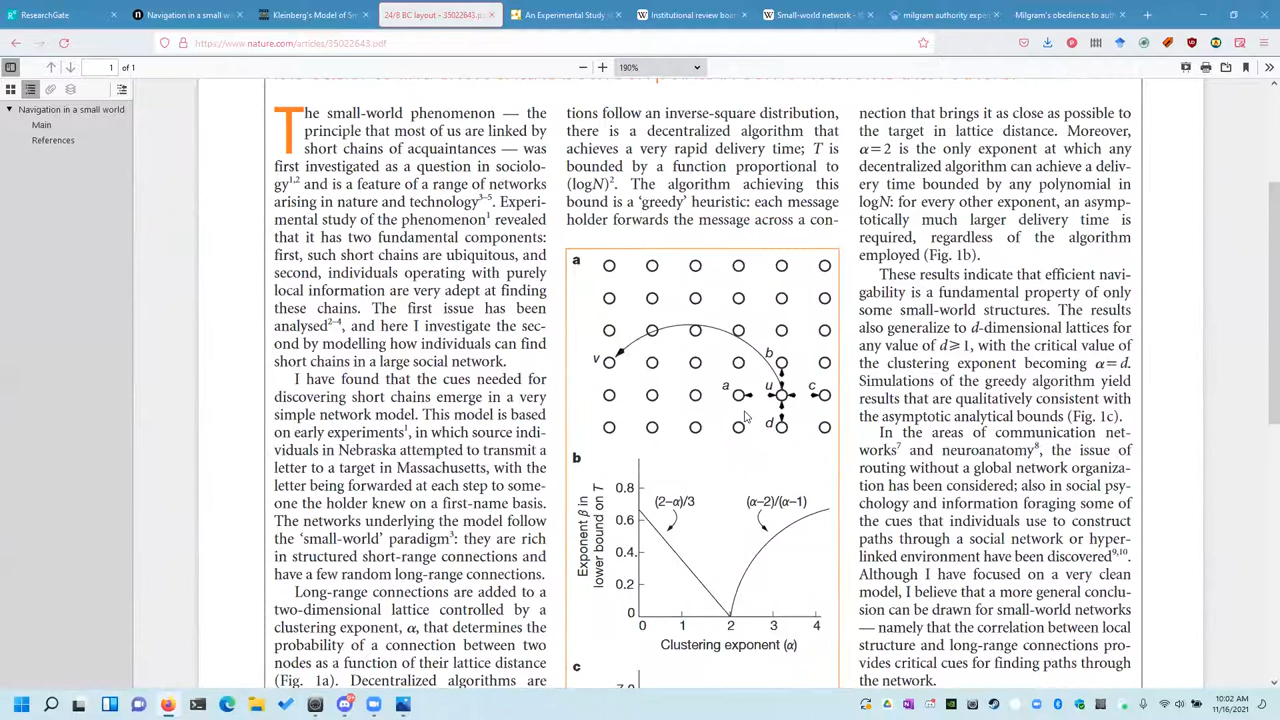 ResearchGate
Navigation in a small w
Kleinberg's Model of Sm
24/8 BC layout - 35022643.p
An Experimental Study
Institutional review boa
Small-world network -
milgram authority exper
Milgram's obedience to auth
https://www.nature.com/articles/35022643.pdf
1 of 1
190%
Navigation in a small world
Main
References
The small-world phenomenon — the
principle that most of us are linked by
short chains of acquaintances — was
first investigated as a question in sociolo-
gy1,2 and is a feature of a range of networks
arising in nature and technology3–5. Experi-
mental study of the phenomenon1 revealed
that it has two fundamental components:
first, such short chains are ubiquitous, and
second, individuals operating with purely
local information are very adept at finding
these chains. The first issue has been
analysed2–4, and here I investigate the sec-
ond by modelling how individuals can find
short chains in a large social network.
I have found that the cues needed for
discovering short chains emerge in a very
simple network model. This model is based
on early experiments1, in which source indi-
viduals in Nebraska attempted to transmit a
letter to a target in Massachusetts, with the
letter being forwarded at each step to some-
one the holder knew on a first-name basis.
The networks underlying the model follow
the 'small-world' paradigm3: they are rich
in structured short-range connections and
have a few random long-range connections.
Long-range connections are added to a
two-dimensional lattice controlled by a
clustering exponent, α, that determines the
probability of a connection between two
nodes as a function of their lattice distance
(Fig. 1a). Decentralized algorithms are
tions follow an inverse-square distribution,
there is a decentralized algorithm that
achieves a very rapid delivery time; T is
bounded by a function proportional to
(logN)2. The algorithm achieving this
bound is a 'greedy' heuristic: each message
holder forwards the message across a con-
a
v
b
a
u
c
d
b
Exponent β in
lower bound on T
0.8
0.6
0.4
0.2
0
(2–α)/3
(α–2)/(α–1)
0 1 2 3 4
Clustering exponent (α)
c
7.0
nection that brings it as close as possible to
the target in lattice distance. Moreover,
α=2 is the only exponent at which any
decentralized algorithm can achieve a deliv-
ery time bounded by any polynomial in
logN: for every other exponent, an asymp-
totically much larger delivery time is
required, regardless of the algorithm
employed (Fig. 1b).
These results indicate that efficient navi-
gability is a fundamental property of only
some small-world structures. The results
also generalize to d-dimensional lattices for
any value of d⩾1, with the critical value of
the clustering exponent becoming α=d.
Simulations of the greedy algorithm yield
results that are qualitatively consistent with
the asymptotic analytical bounds (Fig. 1c).
In the areas of communication net-
works7 and neuroanatomy8, the issue of
routing without a global network organiza-
tion has been considered; also in social psy-
chology and information foraging some of
the cues that individuals use to construct
paths through a social network or hyper-
linked environment have been discovered9,10.
Although I have focused on a very clean
model, I believe that a more general conclu-
sion can be drawn for small-world networks
— namely that the correlation between local
structure and long-range connections pro-
vides critical cues for finding paths through
the network.
10:02 AM
11/16/2021